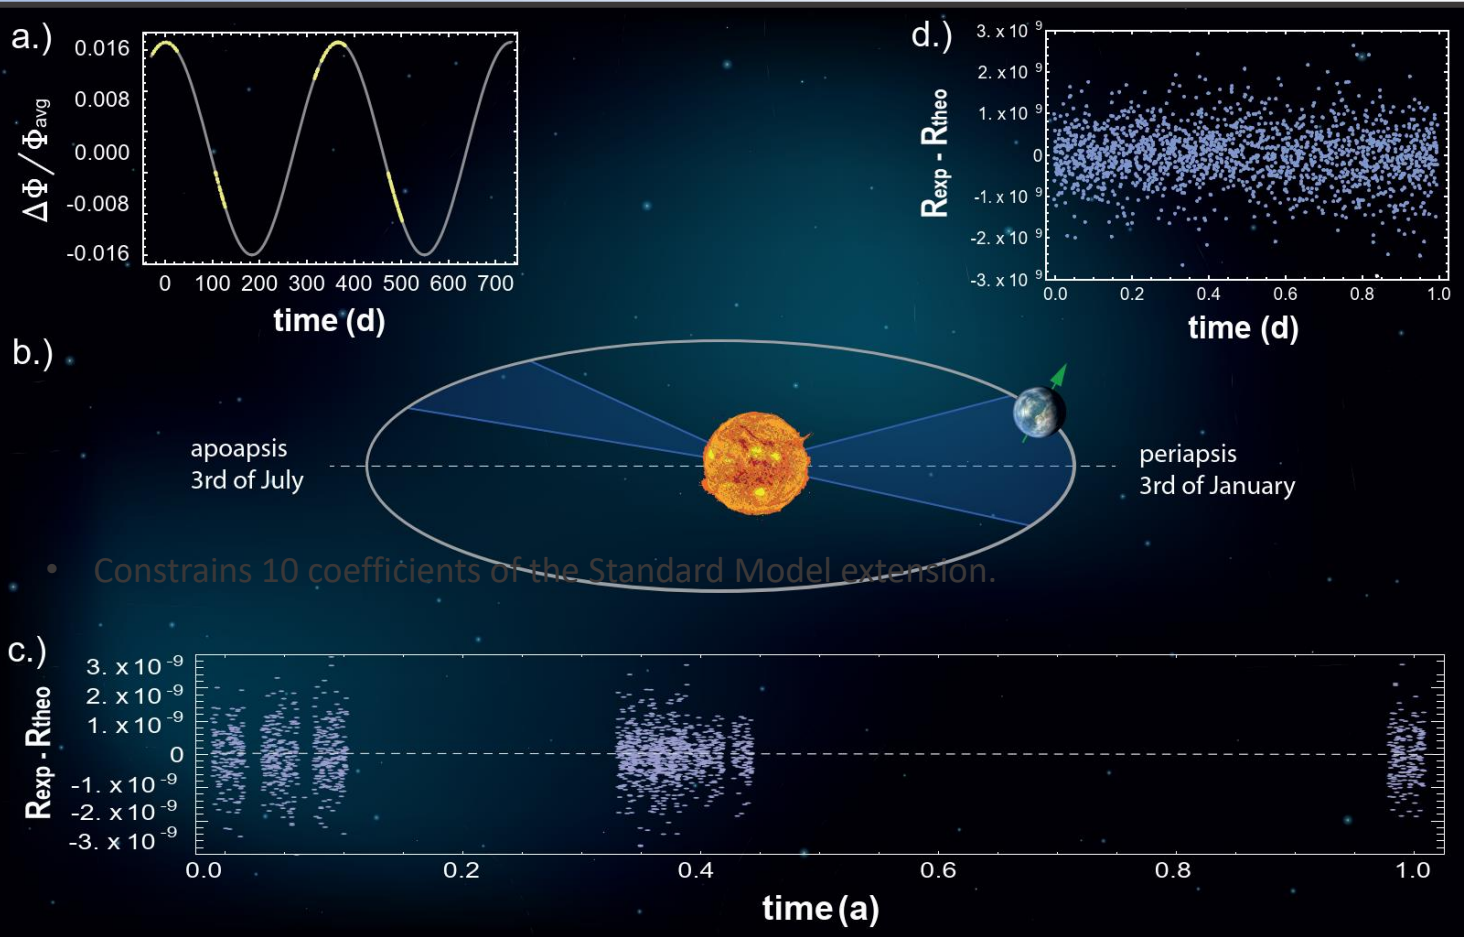 a.)
ΔΦ/Φavg
0.016
0.008
0.000
-0.008
-0.016
0 100 200 300 400 500 600 700
time (d)
d.)
Rexp - Rtheo
3. x 10 9
2. x 10 9
1. x 10 9
0
-1. x 10 9
-2. x 10 9
-3. x 10 9
0.0 0.2 0.4 0.6 0.8 1.0
time (d)
b.)
apoapsis
3rd of July
periapsis
3rd of January
• Constrains 10 coefficients of the Standard Model extension.
c.)
Rexp - Rtheo
3. x 10 -9
2. x 10 -9
1. x 10 -9
0
-1. x 10 -9
-2. x 10 -9
-3. x 10 -9
0.0 0.2 0.4 0.6 0.8 1.0
time (a)